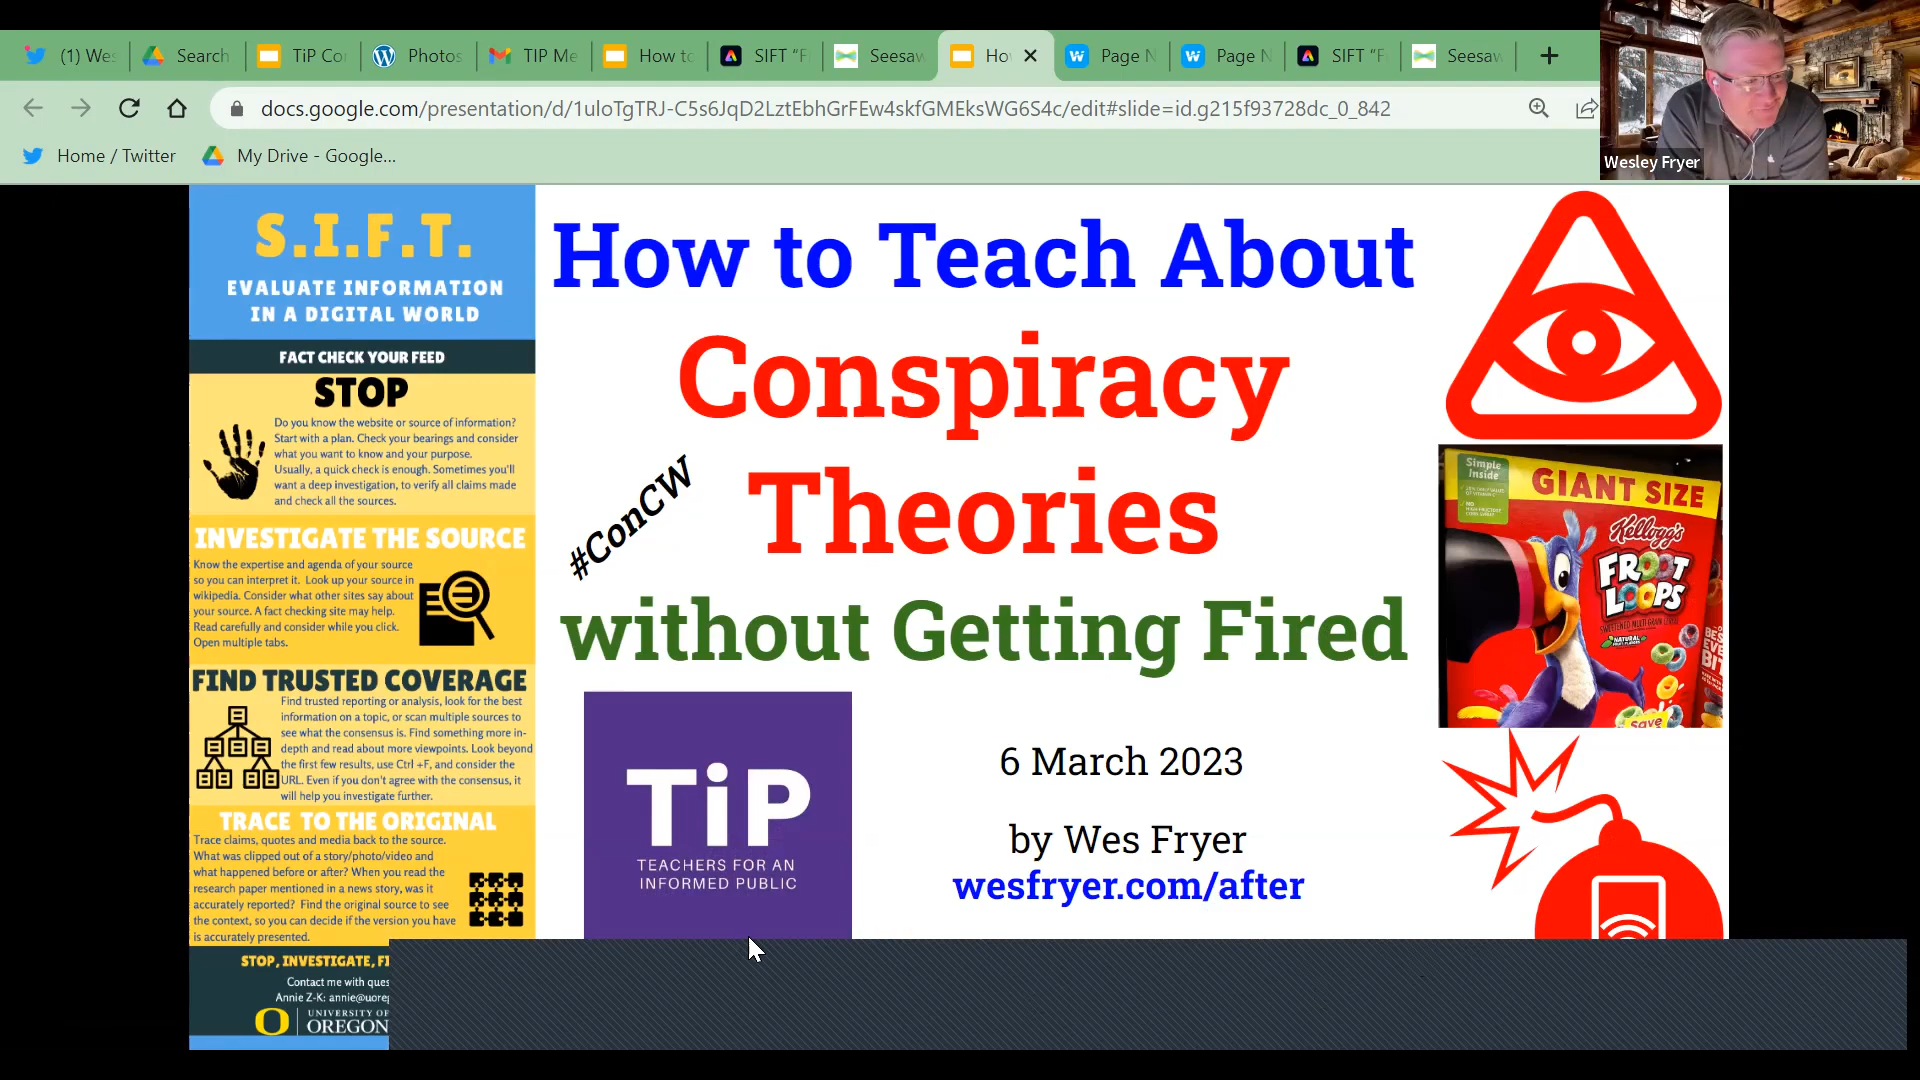 (1) Wes
Search
TiP Co
Photos
TIP Me
How to
SIFT “F
Seesaw
Ho
Page N
Page N
SIFT “F
Seesaw
docs.google.com/presentation/d/1uloTgTRJ-C5s6JqD2LztEbhGrFEw4skfGMEksWG6S4c/edit#slide=id.g215f93728dc_0_842
Home / Twitter
My Drive - Google...
Wesley Fryer
S.I.F.T.
EVALUATE INFORMATION
IN A DIGITAL WORLD
FACT CHECK YOUR FEED
STOP
Do you know the website or source of information?
Start with a plan. Check your bearings and consider
what you want to know and your purpose.
Usually, a quick check is enough. Sometimes you'll
want a deep investigation, to verify all claims made
and check all the sources.
INVESTIGATE THE SOURCE
Know the expertise and agenda of your source
so you can interpret it. Look up your source in
wikipedia. Consider what other sites say about
your source. A fact checking site may help.
Read carefully and consider while you click.
Open multiple tabs.
FIND TRUSTED COVERAGE
Find trusted reporting or analysis, look for the best
information on a topic, or scan multiple sources to
see what the consensus is. Find something more in-
depth and read about more viewpoints. Look beyond
the first few results, use Ctrl +F, and consider the
URL. Even if you don't agree with the consensus, it
will help you investigate further.
TRACE TO THE ORIGINAL
Trace claims, quotes and media back to the source.
What was clipped out of a story/photo/video and
what happened before or after? When you read the
research paper mentioned in a news story, was it
accurately reported? Find the original source to see
the context, so you can decide if the version you have
is accurately presented.
STOP, INVESTIGATE, FI
Contact me with ques
Annie Z-K: annie@uore
UNIVERSITY OF
OREGON
How to Teach About
Conspiracy
Theories
#ConCW
without Getting Fired
TiP
TEACHERS FOR AN
INFORMED PUBLIC
6 March 2023
by Wes Fryer
wesfryer.com/after
Simple
Inside
GIANT SIZE
Kellogg's
FROOT
LOOPS
SWEETENED MULTI-GRAIN CEREAL
NATURAL
Save